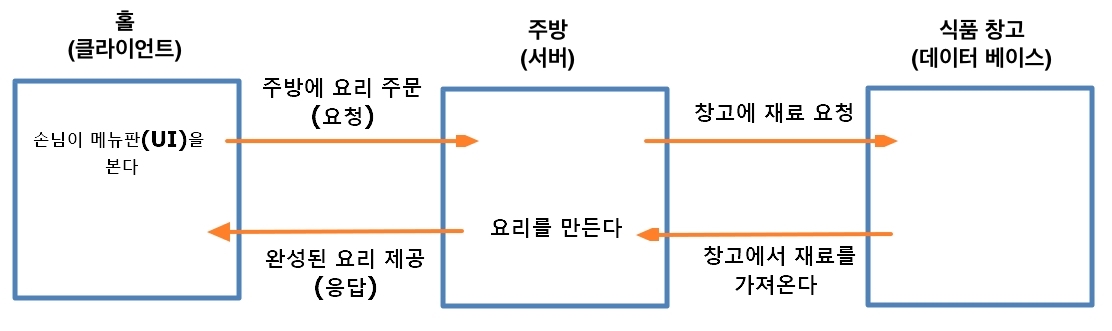 홀
(클라이언트)
주방
(서버)
식품 창고
(데이터 베이스)
주방에 요리 주문
(요청)
창고에 재료 요청
손님이 메뉴판(UI)을
본다
요리를 만든다
완성된 요리 제공
(응답)
창고에서 재료를
가져온다